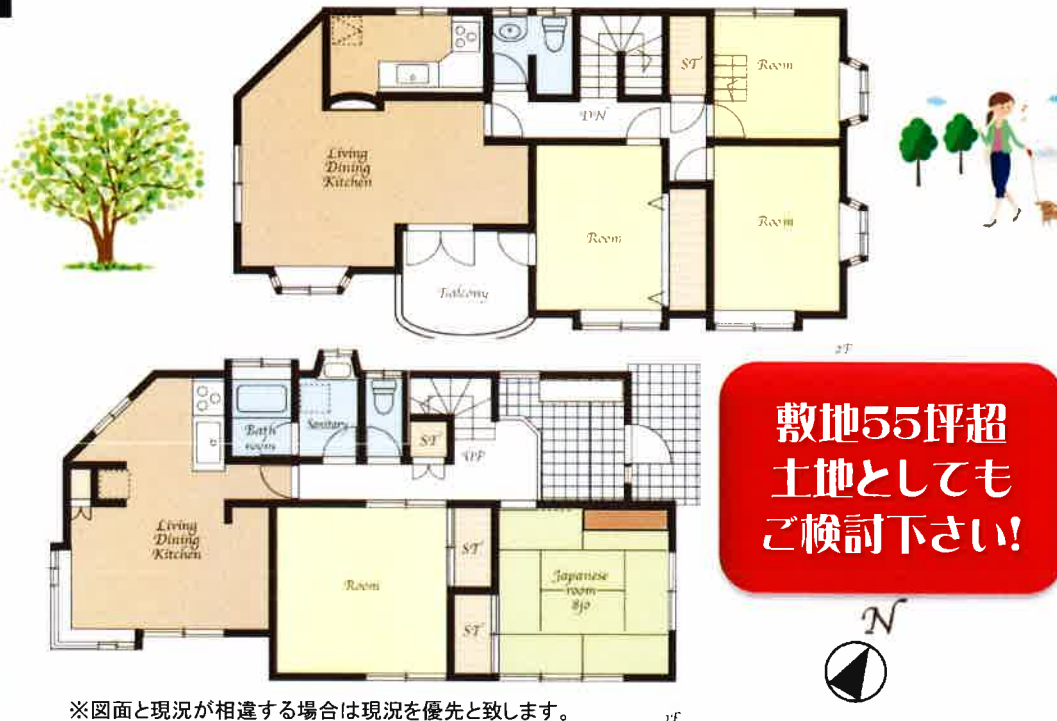 Living
Dining
Kitchen
DN
ST
Room
Room
Room
Balcony
2F
Bath
room
Sanitary
ST
UP
Living
Dining
Kitchen
Room
ST
ST
Japanese
room
8jo
1F
敷地55坪超
土地としても
ご検討下さい!
N
※図面と現況が相違する場合は現況を優先と致します。